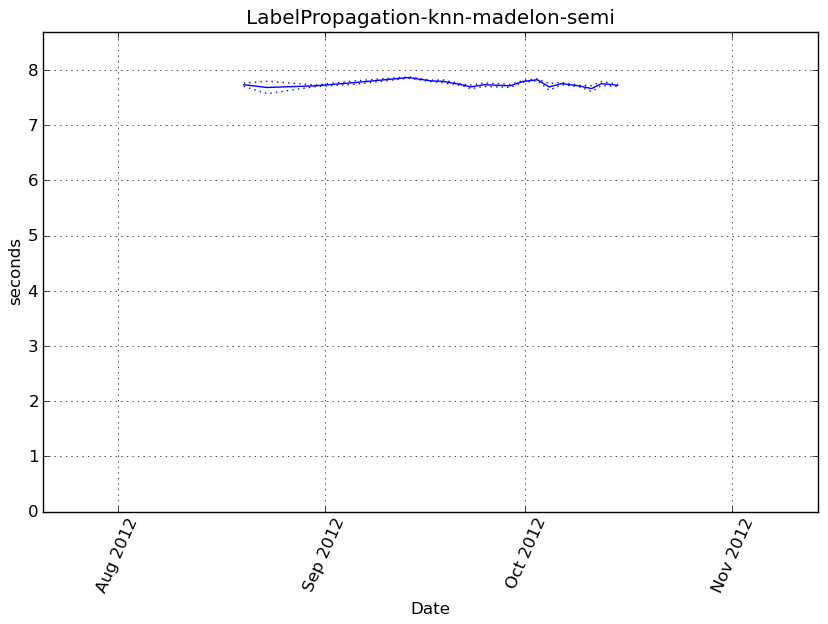 LabelPropagation-knn-madelon-semi
8
7
6
5
4
3
2
1
0
seconds
Aug 2012
Sep 2012
Oct 2012
Nov 2012
Date